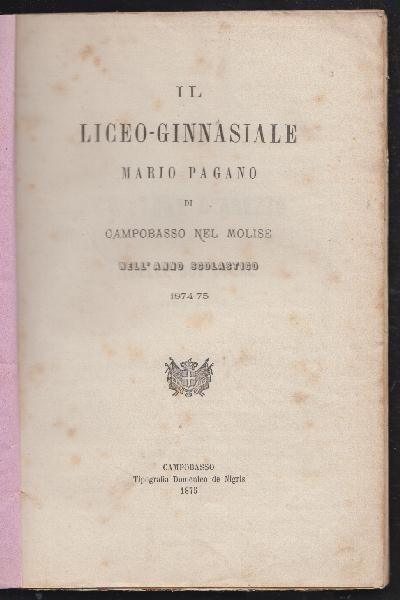 IL
LICEO-GINNASIALE
MARIO PAGANO
DI
CAMPOBASSO NEL MOLISE
NELL'ANNO SCOLASTICO
1874-75
CAMPOBASSO
Tipografia Domenico de Nigris
1875